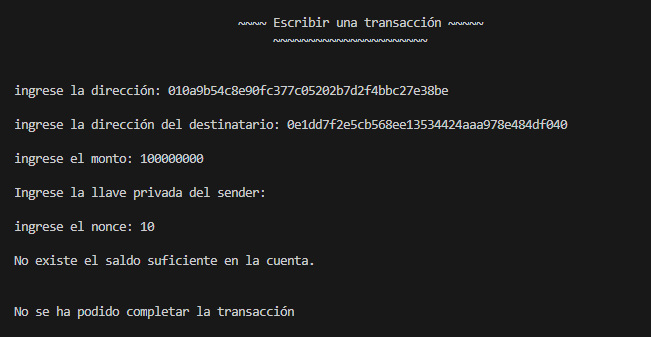 ~~~~ Escribir una transacción ~~~~~
~~~~~~~~~~~~~~~~~~~~~~
ingrese la dirección: 010a9b54c8e90fc377c05202b7d2f4bbc27e38be
ingrese la dirección del destinatario: 0e1dd7f2e5cb568ee13534424aaa978e484df040
ingrese el monto: 100000000
Ingrese la llave privada del sender:
ingrese el nonce: 10
No existe el saldo suficiente en la cuenta.
No se ha podido completar la transacción